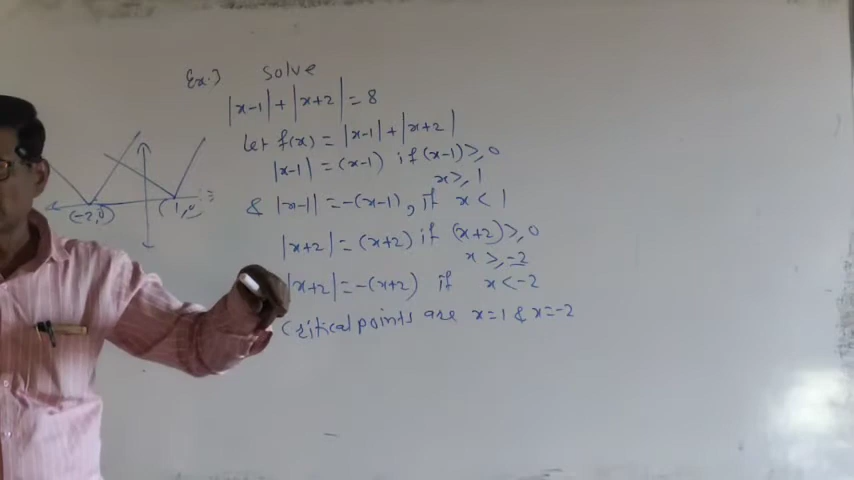 Ex.3 Solve
|x-1| + |x+2| = 8
Let f(x) = |x-1| + |x+2|
|x-1| = (x-1) if (x-1) ≥ 0
x ≥ 1
& |x-1| = -(x-1), if x < 1
|x+2| = (x+2) if (x+2) ≥ 0
x ≥ -2
|x+2| = -(x+2) if x < -2
Critical points are x=1 & x=-2
(-2,0) (1,0)